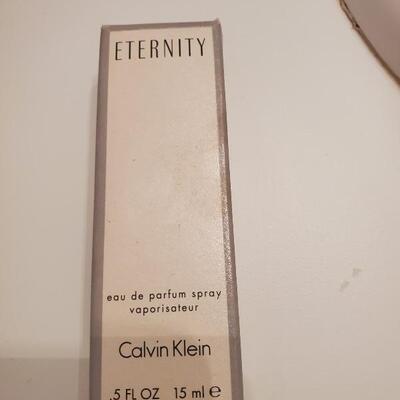 ETERNITY
eau de parfum spray
vaporisateur
Calvin Klein
.5 FL OZ 15 ml ℮